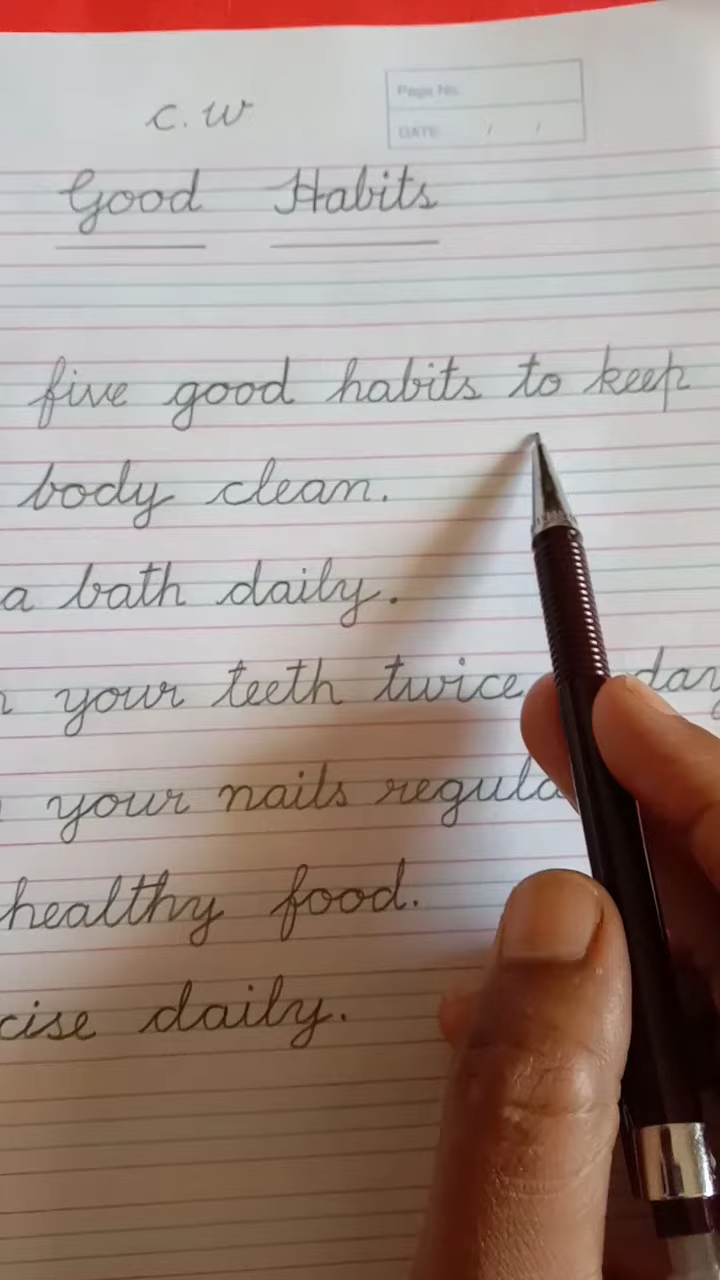 c.w
Page No.
DATE / /
Good Habits
five good habits to keep
body clean.
a bath daily.
your teeth twice
your nails
healthy food.
daily.